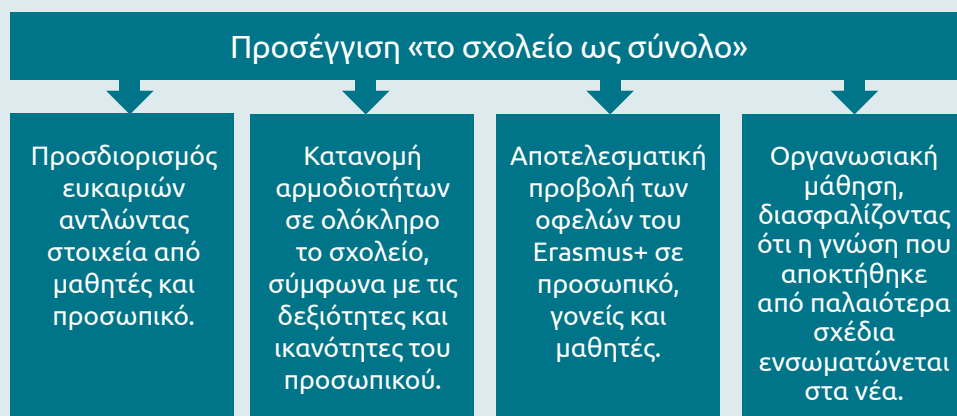 Προσέγγιση «το σχολείο ως σύνολο»
Προσδιορισμός
ευκαιριών
αντλώντας
στοιχεία από
μαθητές και
προσωπικό.
Κατανομή
αρμοδιοτήτων
σε ολόκληρο
το σχολείο,
σύμφωνα με τις
δεξιότητες και
ικανότητες του
προσωπικού.
Αποτελεσματική
προβολή των
οφελών του
Erasmus+ σε
προσωπικό,
γονείς και
μαθητές.
Οργανωσιακή
μάθηση,
διασφαλίζοντας
ότι η γνώση που
αποκτήθηκε
από παλαιότερα
σχέδια
ενσωματώνεται
στα νέα.